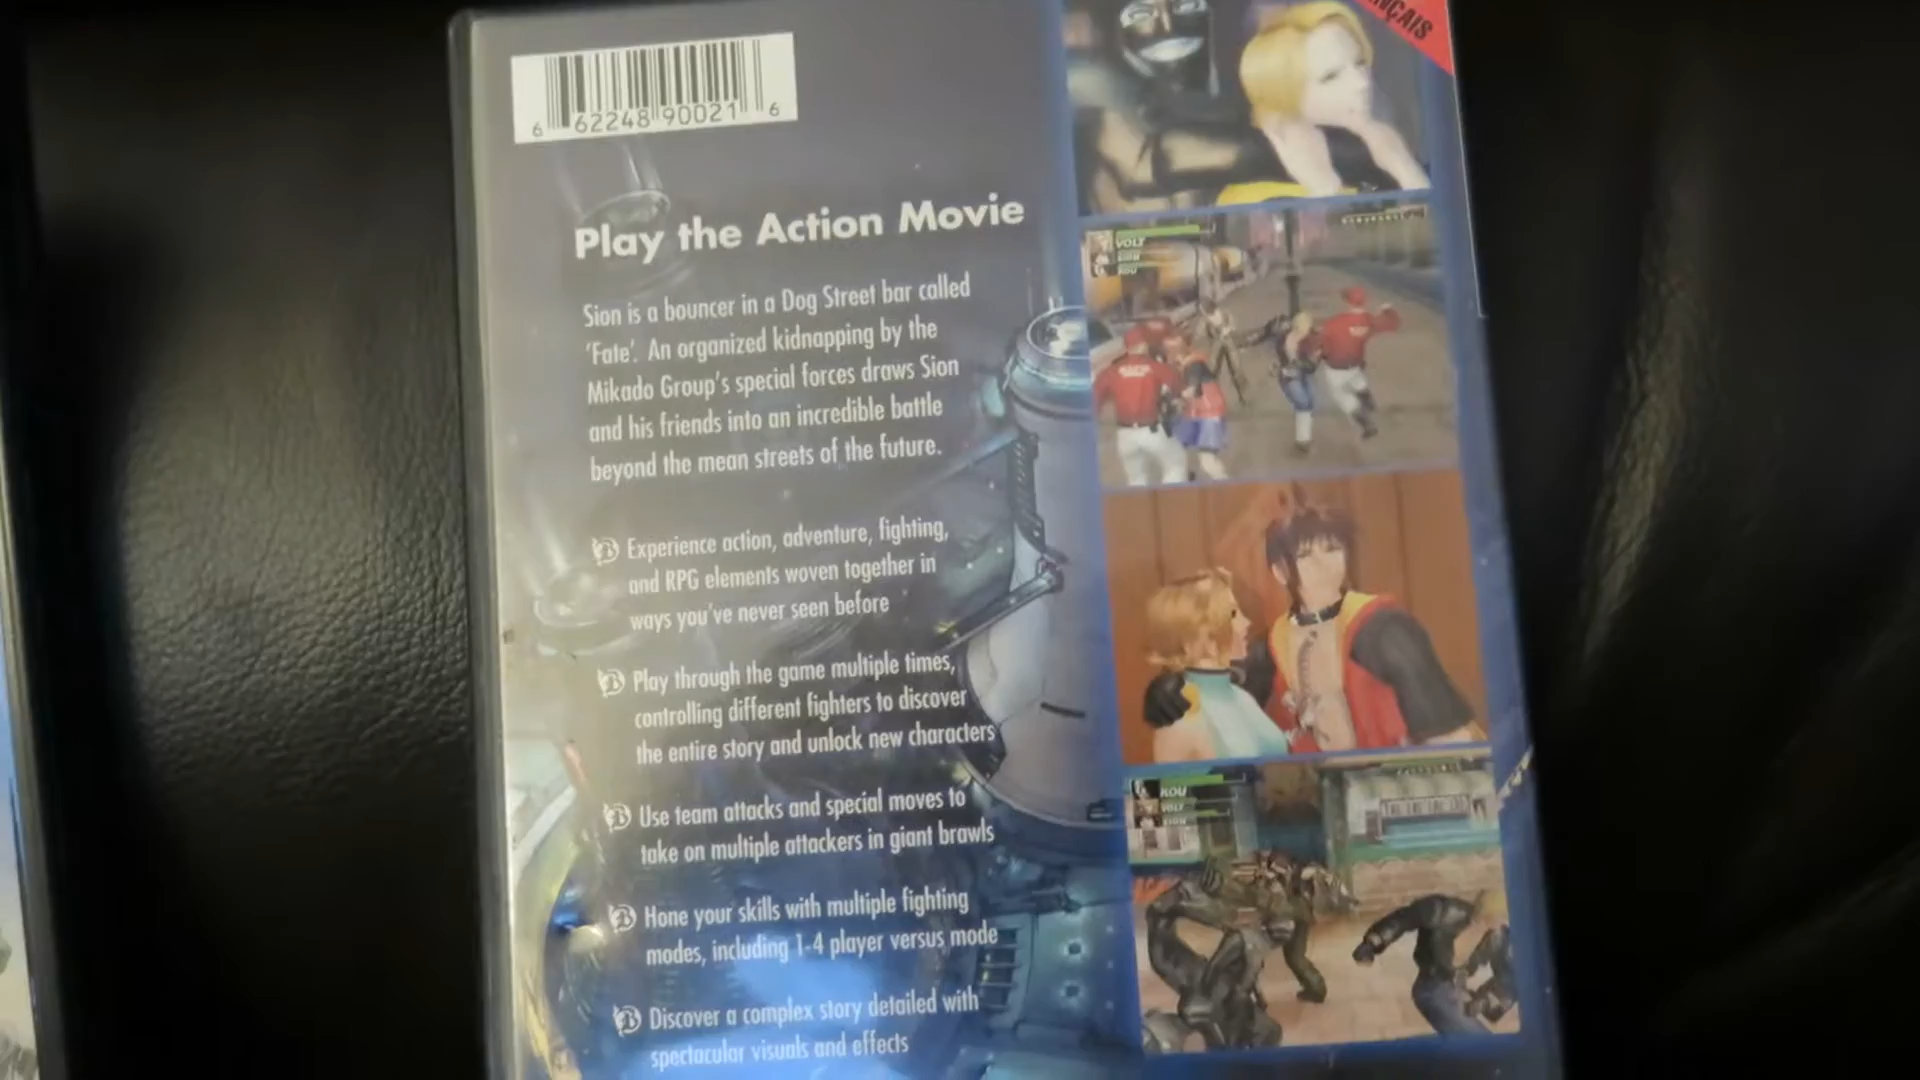 6 62248 90021 6
Play the Action Movie
Sion is a bouncer in a Dog Street bar called
'Fate'. An organized kidnapping by the
Mikado Group's special forces draws Sion
and his friends into an incredible battle
beyond the mean streets of the future.
Experience action, adventure, fighting,
and RPG elements woven together in
ways you've never seen before
Play through the game multiple times,
controlling different fighters to discover
the entire story and unlock new characters
Use team attacks and special moves to
take on multiple attackers in giant brawls
Hone your skills with multiple fighting
modes, including 1-4 player versus mode
Discover a complex story detailed with
spectacular visuals and effects
NÇAIS
VOLT
SION
KOU
KOU
VOLT
SION